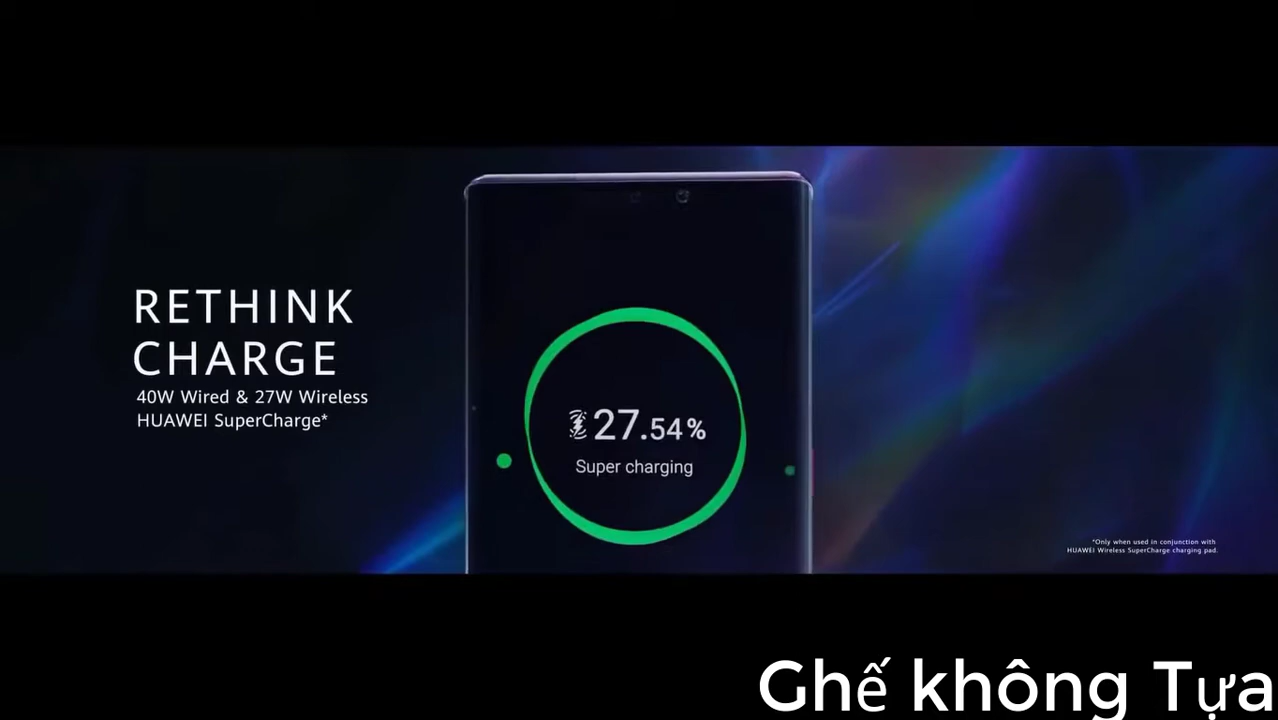 RETHINK
CHARGE
40W Wired & 27W Wireless
HUAWEI SuperCharge*
27.54%
Super charging
*Only when used in conjunction with
HUAWEI Wireless SuperCharge charging pad.
Ghế không Tựa